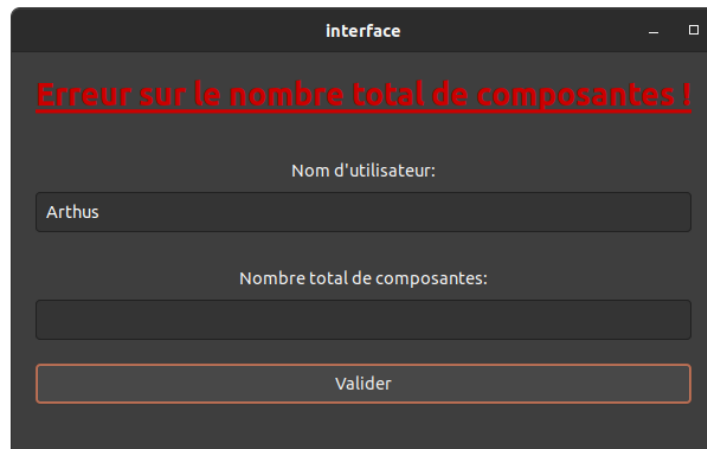 interface
Erreur sur le nombre total de composantes !
Nom d'utilisateur:
Arthus
Nombre total de composantes:
Valider